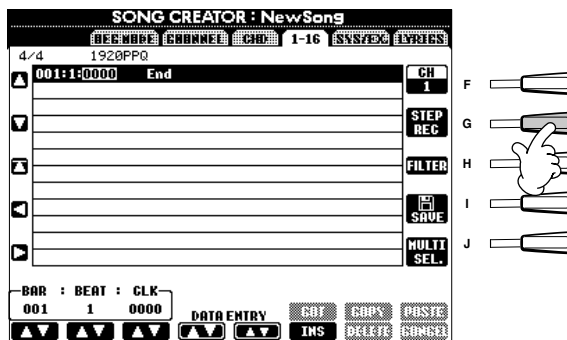 SONG CREATOR : NewSong
REC MODE CHANNEL CHD 1-16 SYS/EX. LYRICS
4/4 1920PPQ
001:1:0000 End
CH
1
STEP
REC
FILTER
SAVE
MULTI
SEL.
F
G
H
I
J
BAR : BEAT : CLK
001 1 0000
DATA ENTRY
CUT COPY PASTE
INS DELETE CANCEL